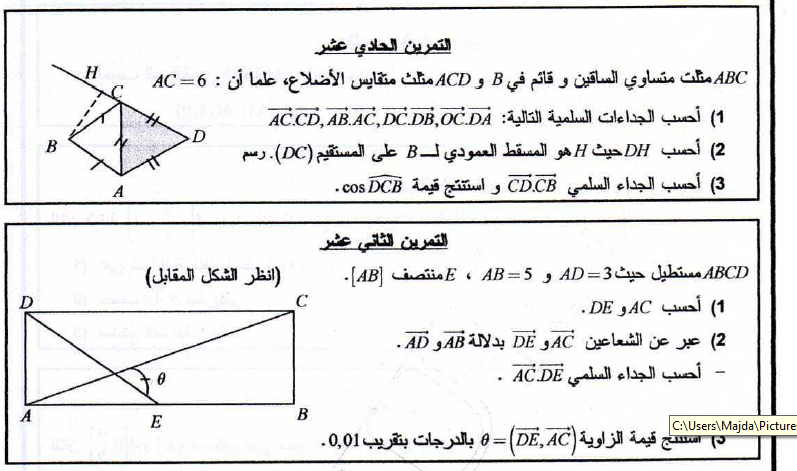 التمرين الحادي عشر
ABC مثلث متساوي الساقين و قائم في B و ACD مثلث متقايس الأضلاع، علما أن : AC = 6
1) أحسب الجداءات السلمية التالية: AC.CD, AB.AC, DC.DB, OC.DA
2) أحسب DH حيث H هو المسقط العمودي لـ B على المستقيم (DC). رسم
3) أحسب الجداء السلمي CD.CB و استنتج قيمة cos DCB.
H
C
B
D
A
التمرين الثاني عشر
ABCD مستطيل حيث AD = 3 و AB = 5 ، E منتصف [AB]. (انظر الشكل المقابل)
1) أحسب AC و DE.
2) عبر عن الشعاعين AC و DE بدلالة AB و AD.
– أحسب الجداء السلمي AC.DE.
3) استنتج قيمة الزاوية θ = (DE, AC) بالدرجات بتقريب 0,01.
D
C
θ
A
E
B
C:\Users\Majda\Picture